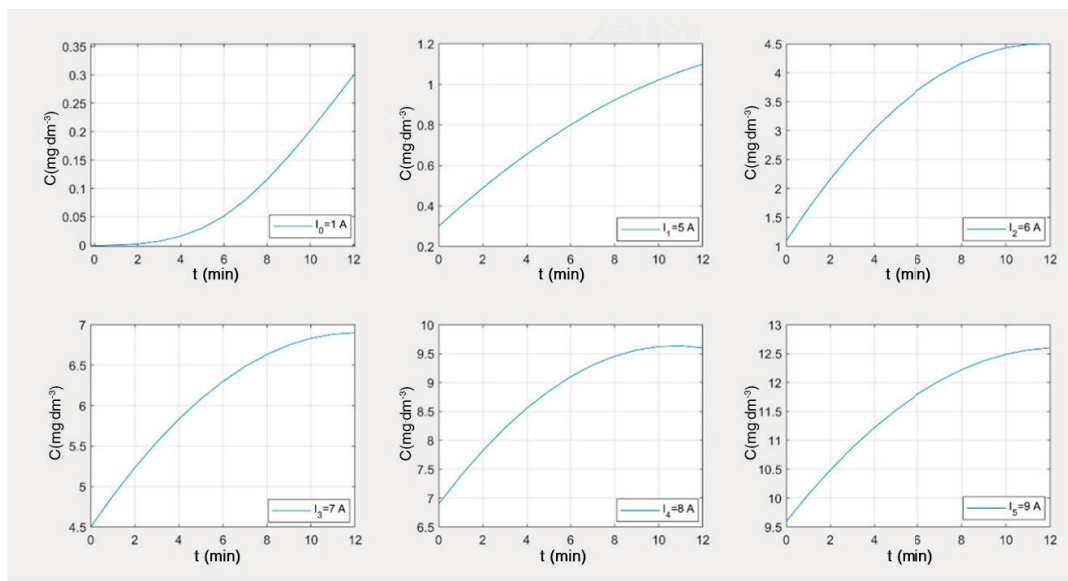 0.35
0.3
0.25
0.2
0.15
0.1
0.05
0
C(mg·dm⁻³)
0 2 4 6 8 10 12
t (min)
I₀=1 A
1.2
1
0.8
0.6
0.4
0.2
C(mg·dm⁻³)
0 2 4 6 8 10 12
t (min)
I₁=5 A
4.5
4
3.5
3
2.5
2
1.5
1
C(mg·dm⁻³)
0 2 4 6 8 10 12
t (min)
I₂=6 A
7
6.5
6
5.5
5
4.5
C(mg·dm⁻³)
0 2 4 6 8 10 12
t (min)
I₃=7 A
10
9.5
9
8.5
8
7.5
7
6.5
C(mg·dm⁻³)
0 2 4 6 8 10 12
t (min)
I₄=8 A
13
12.5
12
11.5
11
10.5
10
9.5
C(mg·dm⁻³)
0 2 4 6 8 10 12
t (min)
I₅=9 A